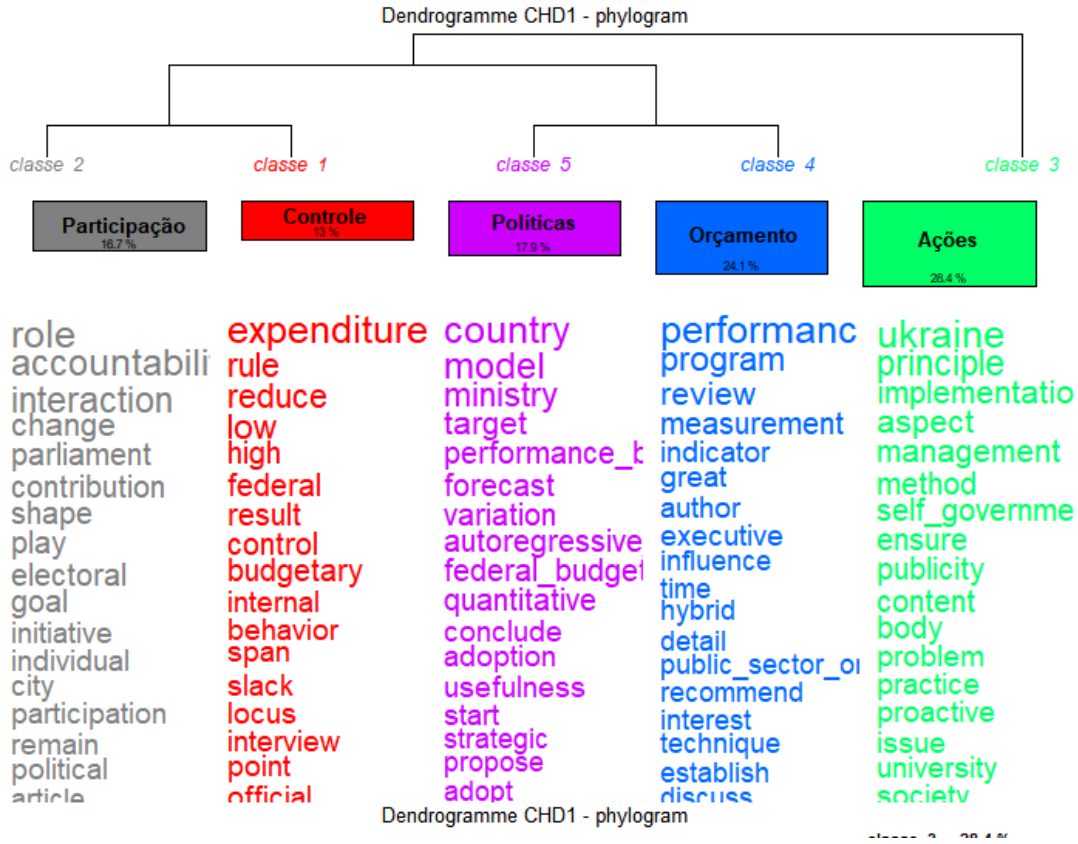 Dendrogramme CHD1 - phylogram
classe 2
classe 1
classe 5
classe 4
classe 3
Participação
16.7 %
Controle
13 %
Políticas
17.9 %
Orçamento
24.1 %
Ações
28.4 %
role
accountabili
interaction
change
parliament
contribution
shape
play
electoral
goal
initiative
individual
city
participation
remain
political
article
expenditure
rule
reduce
low
high
federal
result
control
budgetary
internal
behavior
span
slack
locus
interview
point
official
country
model
ministry
target
performance_b
forecast
variation
autoregressive
federal_budget
quantitative
conclude
adoption
usefulness
start
strategic
propose
adopt
performanc
program
review
measurement
indicator
great
author
executive
influence
time
hybrid
detail
public_sector_or
recommend
interest
technique
establish
discuss
ukraine
principle
implementatio
aspect
management
method
self_governme
ensure
publicity
content
body
problem
practice
proactive
issue
university
society
Dendrogramme CHD1 - phylogram